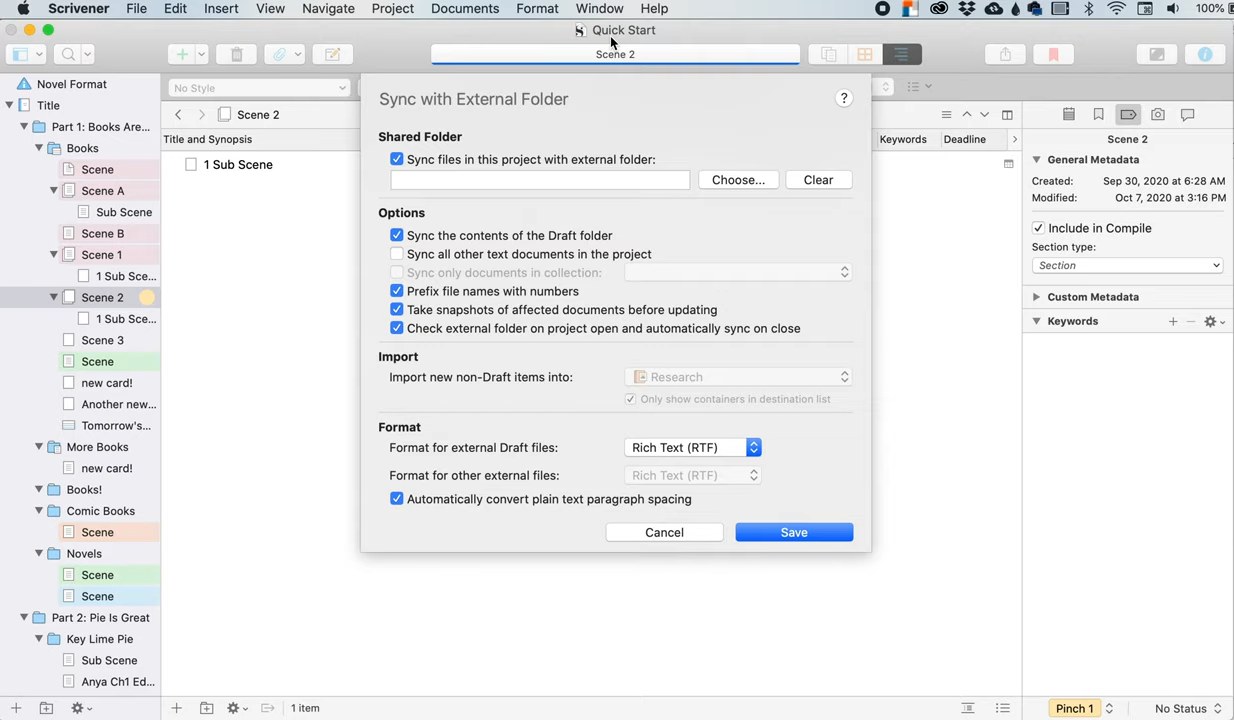 Scrivener File Edit Insert View Navigate Project Documents Format Window Help 100%
Quick Start
Scene 2
No Style
Scene 2
Title and Synopsis
Keywords Deadline
1 Sub Scene
Novel Format
Title
Part 1: Books Are...
Books
Scene
Scene A
Sub Scene
Scene B
Scene 1
1 Sub Sce...
Scene 2
1 Sub Sce...
Scene 3
Scene
new card!
Another new...
Tomorrow's...
More Books
new card!
Books!
Comic Books
Scene
Novels
Scene
Scene
Part 2: Pie Is Great
Key Lime Pie
Sub Scene
Anya Ch1 Ed...
Sync with External Folder
?
Shared Folder
Sync files in this project with external folder:
Choose... Clear
Options
Sync the contents of the Draft folder
Sync all other text documents in the project
Sync only documents in collection:
Prefix file names with numbers
Take snapshots of affected documents before updating
Check external folder on project open and automatically sync on close
Import
Import new non-Draft items into: Research
Only show containers in destination list
Format
Format for external Draft files: Rich Text (RTF)
Format for other external files: Rich Text (RTF)
Automatically convert plain text paragraph spacing
Cancel Save
Scene 2
General Metadata
Created: Sep 30, 2020 at 6:28 AM
Modified: Oct 7, 2020 at 3:16 PM
Include in Compile
Section type:
Section
Custom Metadata
Keywords
1 item
Pinch 1 No Status